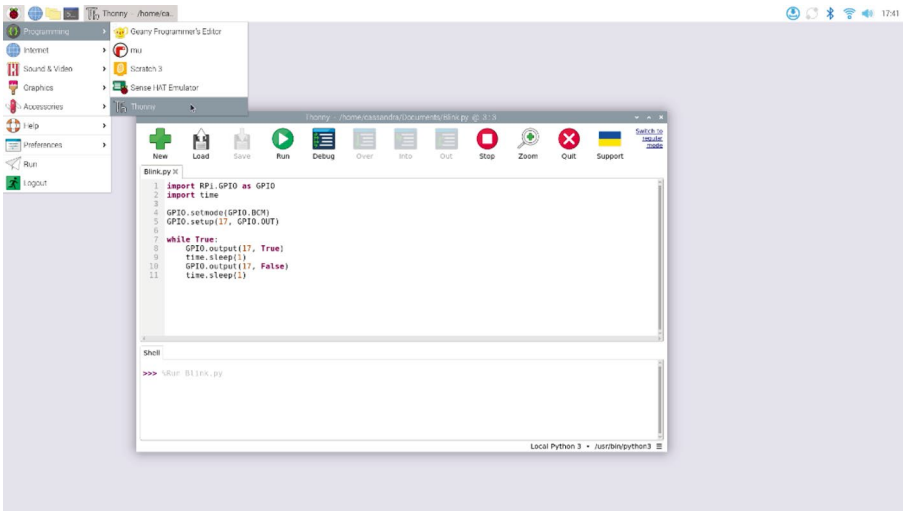 Thonny - /home/ca..
17:41
Programming
Internet
Sound & Video
Graphics
Accessories
Help
Preferences
Run
Logout
Geany Programmer's Editor
mu
Scratch 3
Sense HAT Emulator
Thonny
Thonny - /home/cassandra/Documents/Blink.py @ 3:3
New
Load
Save
Run
Debug
Over
Into
Out
Stop
Zoom
Quit
Support
Switch to
regular
mode
Blink.py
1 import RPi.GPIO as GPIO
2 import time
3
4 GPIO.setmode(GPIO.BCM)
5 GPIO.setup(17, GPIO.OUT)
6
7 while True:
8     GPIO.output(17, True)
9     time.sleep(1)
10     GPIO.output(17, False)
11     time.sleep(1)
Shell
>>> %Run Blink.py
Local Python 3 • /usr/bin/python3